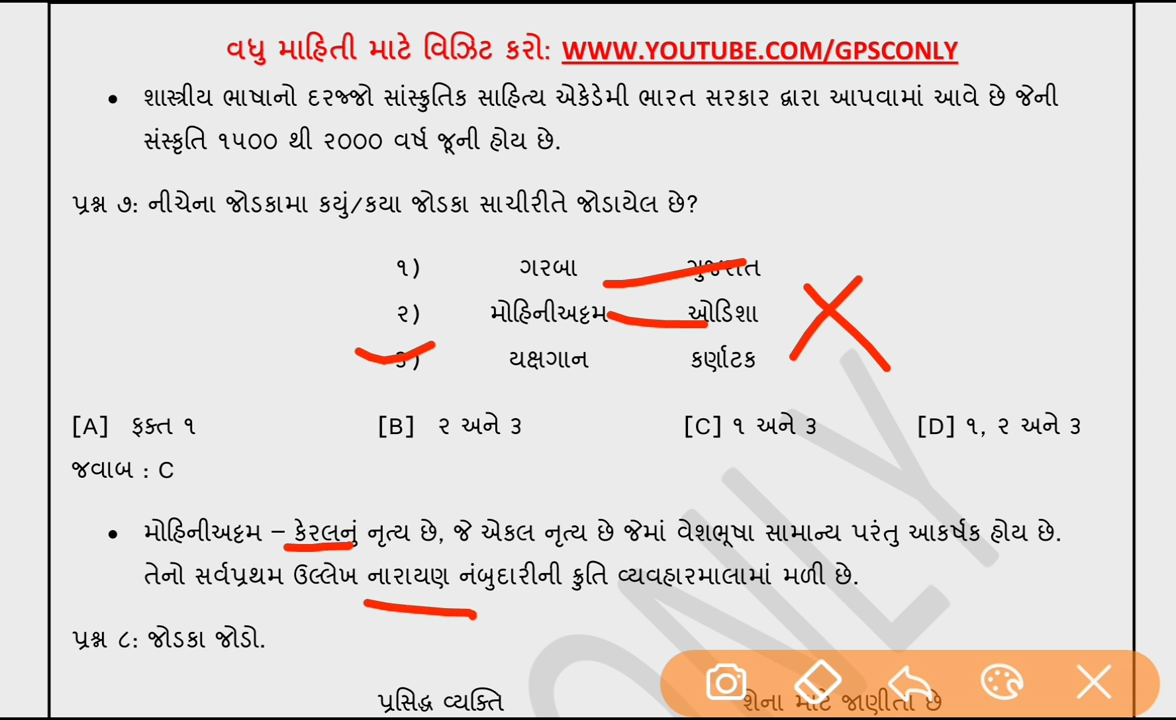 વધુ માહિતી માટે વિઝિટ કરો: WWW.YOUTUBE.COM/GPSCONLY
• શાસ્ત્રીય ભાષાનો દરજ્જો સાંસ્કૃતિક સાહિત્ય એકેડેમી ભારત સરકાર દ્વારા આપવામાં આવે છે જેની
સંસ્કૃતિ ૧૫૦૦ થી ૨૦૦૦ વર્ષ જૂની હોય છે.
પ્રશ્ન ૭: નીચેના જોડકામા કયું/કયા જોડકા સાચીરીતે જોડાયેલ છે?
૧) ગરબા ગુજરાત
૨) મોહિનીઅટ્ટમ ઓડિશા
૩) યક્ષગાન કર્ણાટક
[A] ફક્ત ૧ [B] ૨ અને ૩ [C] ૧ અને ૩ [D] ૧, ૨ અને ૩
જવાબ : C
• મોહિનીઅટ્ટમ – કેરલનું નૃત્ય છે, જે એકલ નૃત્ય છે જેમાં વેશભૂષા સામાન્ય પરંતુ આકર્ષક હોય છે.
તેનો સર્વપ્રથમ ઉલ્લેખ નારાયણ નંબુદારીની ક્રુતિ વ્યવહારમાલામાં મળી છે.
પ્રશ્ન ૮: જોડકા જોડો.
પ્રસિદ્ધ વ્યક્તિ શેના માટે જાણીતા છે
ONLY